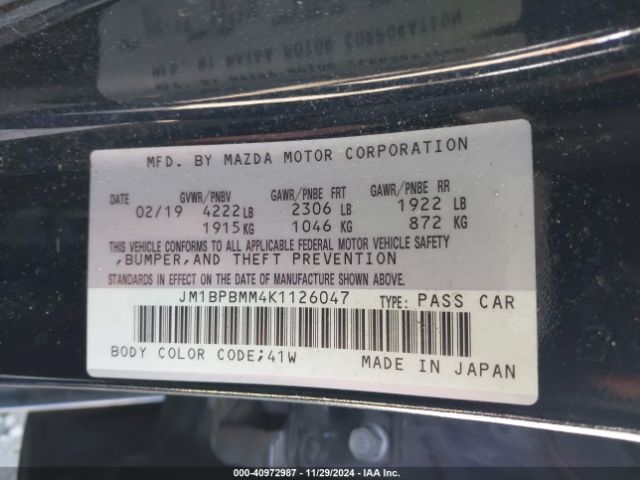 MFD. BY MAZDA MOTOR CORPORATION
DATE GVWR/PNBV GAWR/PNBE FRT GAWR/PNBE RR
02/19 4222LB 2306 LB 1922 LB
1915KG 1046 KG 872 KG
THIS VEHICLE CONFORMS TO ALL APPLICABLE FEDERAL MOTOR VEHICLE SAFETY
,BUMPER,AND THEFT PREVENTION
STANDARDS IN EFFECT ON THE DATE OF MANUFACTURE SHOWN ABOVE.
JM1BPBMM4K1126047 TYPE: PASS CAR
BODY COLOR CODE;41W MADE IN JAPAN
000-40972987 - 11/29/2024 - IAA Inc.